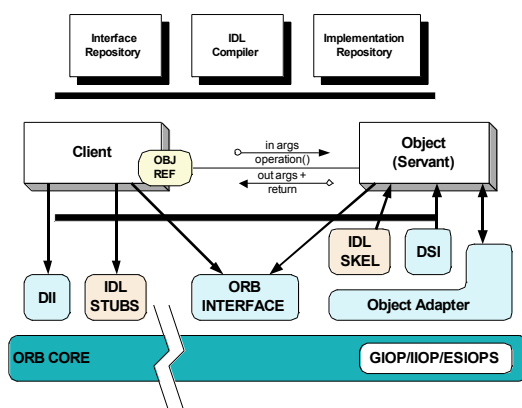 Interface
Repository
IDL
Compiler
Implementation
Repository
Client
OBJ
REF
in args
operation()
out args +
return
Object
(Servant)
DII
IDL
STUBS
ORB
INTERFACE
IDL
SKEL
DSI
Object Adapter
ORB CORE
GIOP/IIOP/ESIOPS